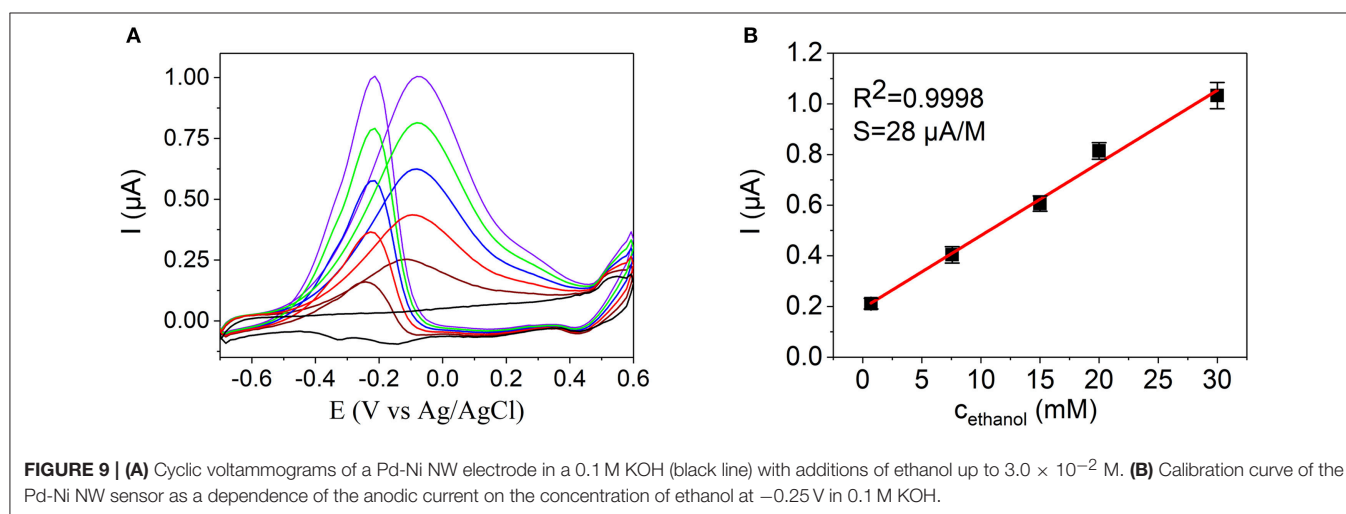 A
B
I (µA)
1.00
0.75
0.50
0.25
0.00
-0.6 -0.4 -0.2 0.0 0.2 0.4 0.6
E (V vs Ag/AgCl)
I (µA)
1.2
1.0
0.8
0.6
0.4
0.2
0.0
R²=0.9998
S=28 µA/M
0 5 10 15 20 25 30
c_ethanol (mM)
FIGURE 9 | (A) Cyclic voltammograms of a Pd-Ni NW electrode in a 0.1 M KOH (black line) with additions of ethanol up to 3.0 × 10⁻² M. (B) Calibration curve of the
Pd-Ni NW sensor as a dependence of the anodic current on the concentration of ethanol at −0.25 V in 0.1 M KOH.